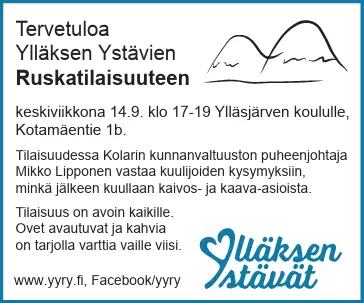 Tervetuloa
Ylläksen Ystävien
Ruskatilaisuuteen
keskiviikkona 14.9. klo 17-19 Ylläsjärven koululle,
Kotamäentie 1b.
Tilaisuudessa Kolarin kunnanvaltuuston puheenjohtaja
Mikko Lipponen vastaa kuulijoiden kysymyksiin,
minkä jälkeen kuullaan kaivos- ja kaava-asioista.
Tilaisuus on avoin kaikille.
Ovet avautuvat ja kahvia
on tarjolla varttia vaille viisi.
www.yyry.fi, Facebook/yyry
Ylläksen
Ystävät